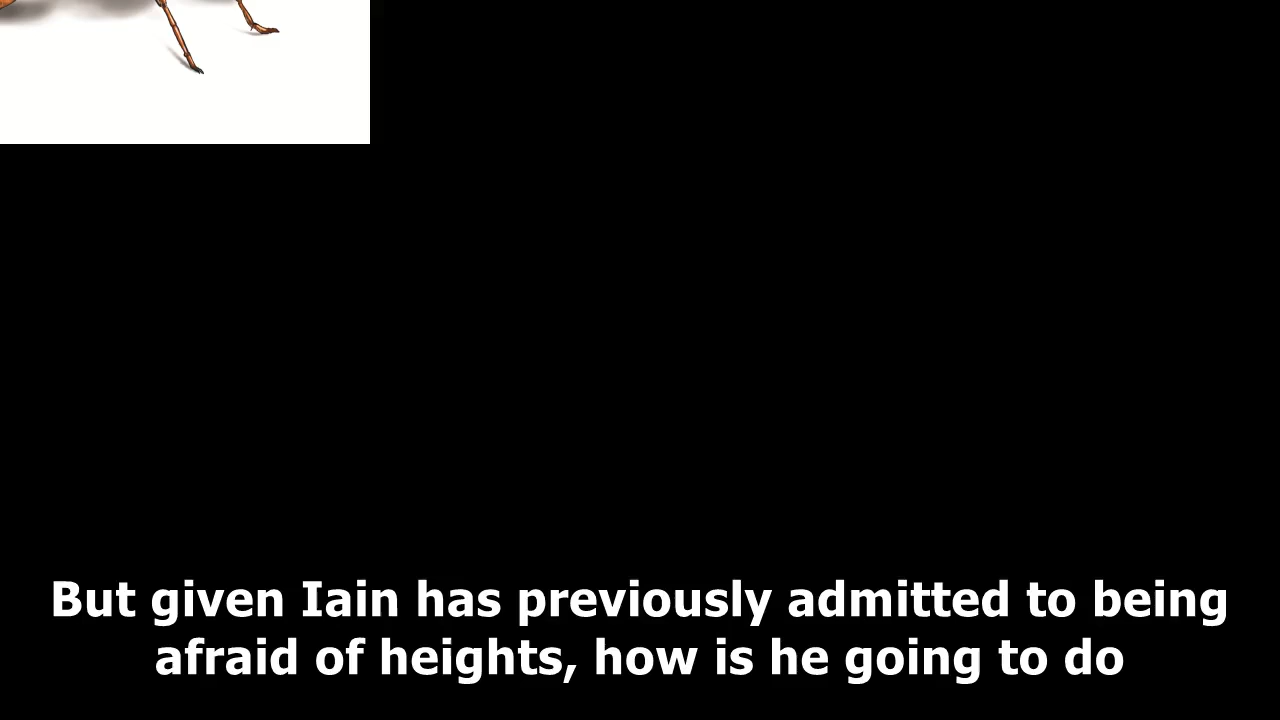 But given Iain has previously admitted to being
afraid of heights, how is he going to do